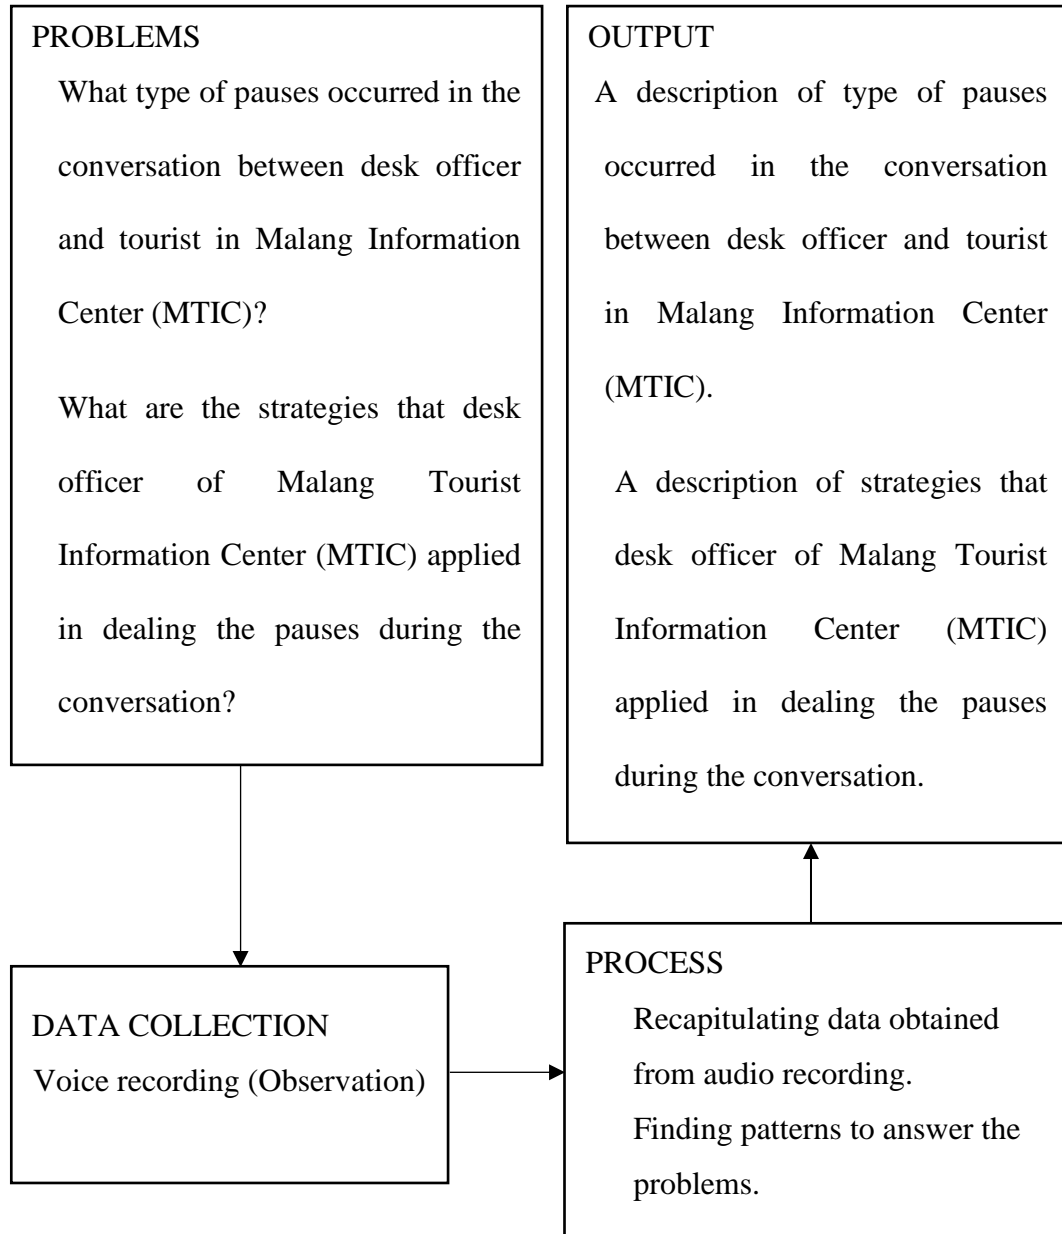 PROBLEMS
What type of pauses occurred in the
conversation between desk officer
and tourist in Malang Information
Center (MTIC)?
What are the strategies that desk
officer of Malang Tourist
Information Center (MTIC) applied
in dealing the pauses during the
conversation?
OUTPUT
A description of type of pauses
occurred in the conversation
between desk officer and tourist
in Malang Information Center
(MTIC).
A description of strategies that
desk officer of Malang Tourist
Information Center (MTIC)
applied in dealing the pauses
during the conversation.
DATA COLLECTION
Voice recording (Observation)
PROCESS
Recapitulating data obtained
from audio recording.
Finding patterns to answer the
problems.